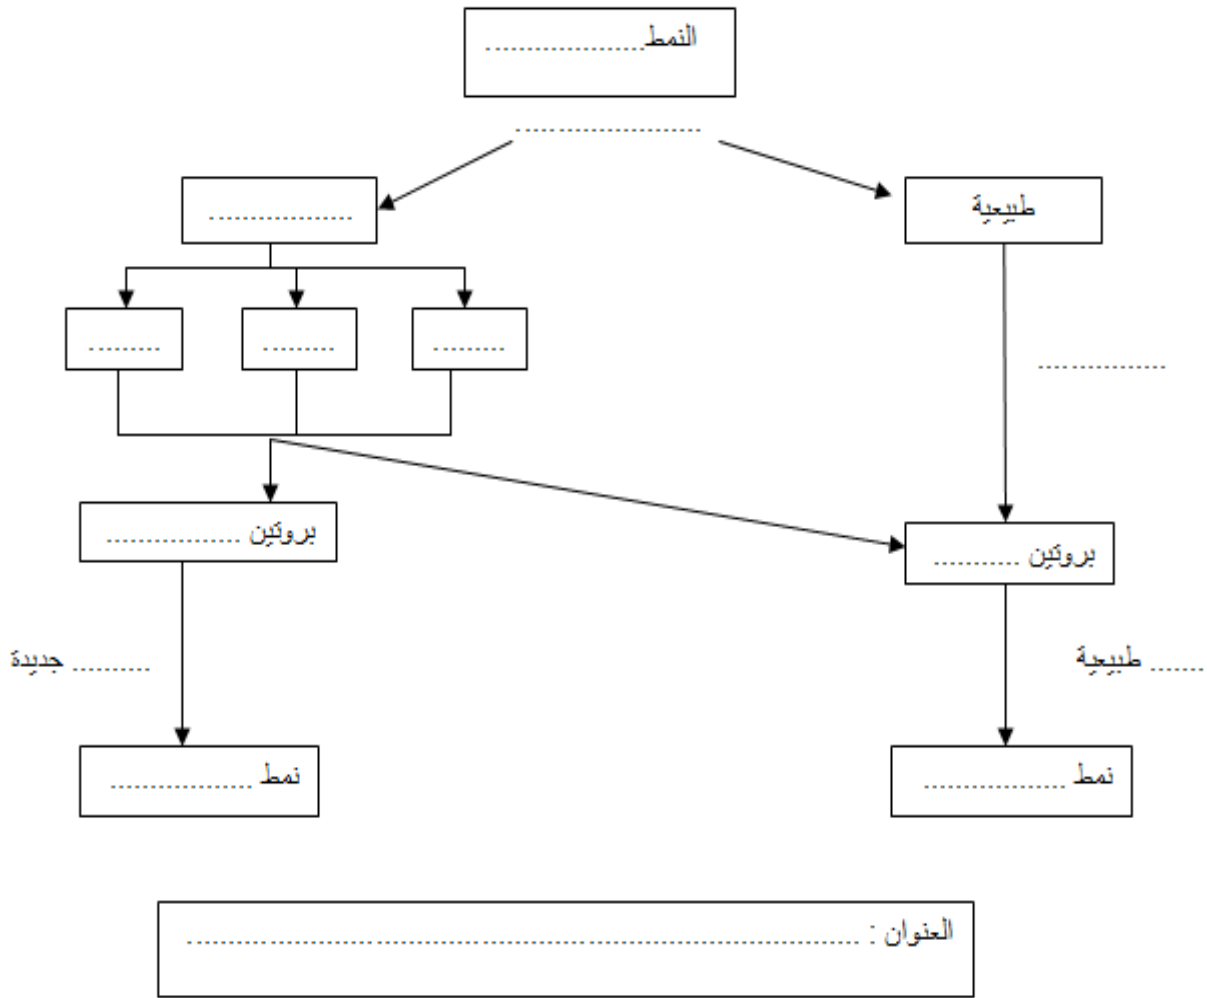 النمط....................
......................
طبيعية
..................
.........
.........
.........
................
بروتين .................
بروتين ...........
.......... جديدة
....... طبيعية
نمط ..................
نمط ..................
العنوان : ....................................................................................